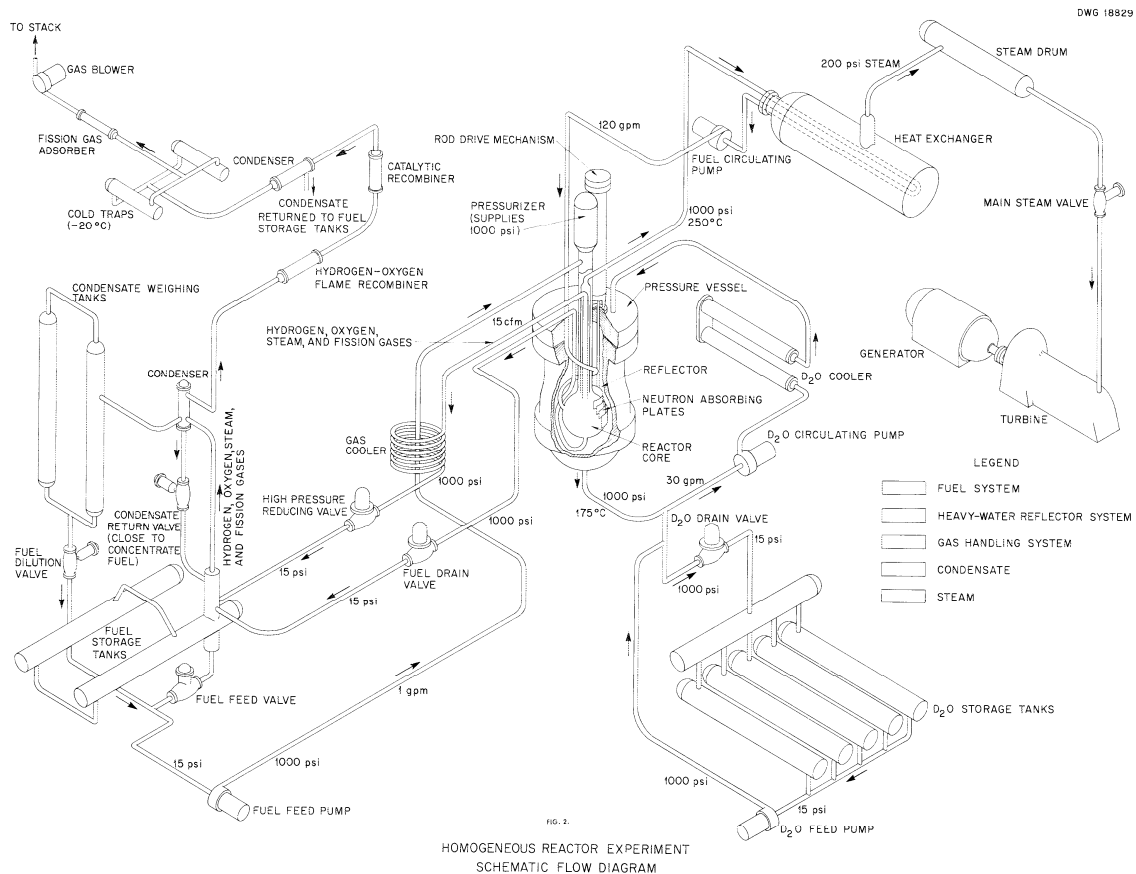 DWG 18829
TO STACK
GAS BLOWER
FISSION GAS
ADSORBER
COLD TRAPS
(-20°C)
CONDENSER
CONDENSATE
RETURNED TO FUEL
STORAGE TANKS
CATALYTIC
RECOMBINER
HYDROGEN-OXYGEN
FLAME RECOMBINER
ROD DRIVE MECHANISM
PRESSURIZER
(SUPPLIES
1000 psi)
120 gpm
FUEL CIRCULATING
PUMP
1000 psi
250°C
200 psi STEAM
STEAM DRUM
HEAT EXCHANGER
MAIN STEAM VALVE
GENERATOR
TURBINE
CONDENSATE WEIGHING
TANKS
CONDENSER
HYDROGEN, OXYGEN, STEAM,
AND FISSION GASES
CONDENSATE
RETURN VALVE
(CLOSE TO
CONCENTRATE
FUEL)
FUEL
DILUTION
VALVE
FUEL
STORAGE
TANKS
FUEL FEED VALVE
15 psi
FUEL FEED PUMP
1000 psi
1 gpm
15 cfm
HYDROGEN, OXYGEN,
STEAM, AND FISSION GASES
GAS
COOLER
1000 psi
HIGH PRESSURE
REDUCING VALVE
15 psi
1000 psi
FUEL DRAIN
VALVE
15 psi
PRESSURE VESSEL
REFLECTOR
NEUTRON ABSORBING
PLATES
REACTOR
CORE
D2O COOLER
D2O CIRCULATING PUMP
30 gpm
1000 psi
175°C
D2O DRAIN VALVE
15 psi
1000 psi
D2O STORAGE TANKS
1000 psi
15 psi
D2O FEED PUMP
LEGEND
FUEL SYSTEM
HEAVY-WATER REFLECTOR SYSTEM
GAS HANDLING SYSTEM
CONDENSATE
STEAM
FIG. 2.
HOMOGENEOUS REACTOR EXPERIMENT
SCHEMATIC FLOW DIAGRAM